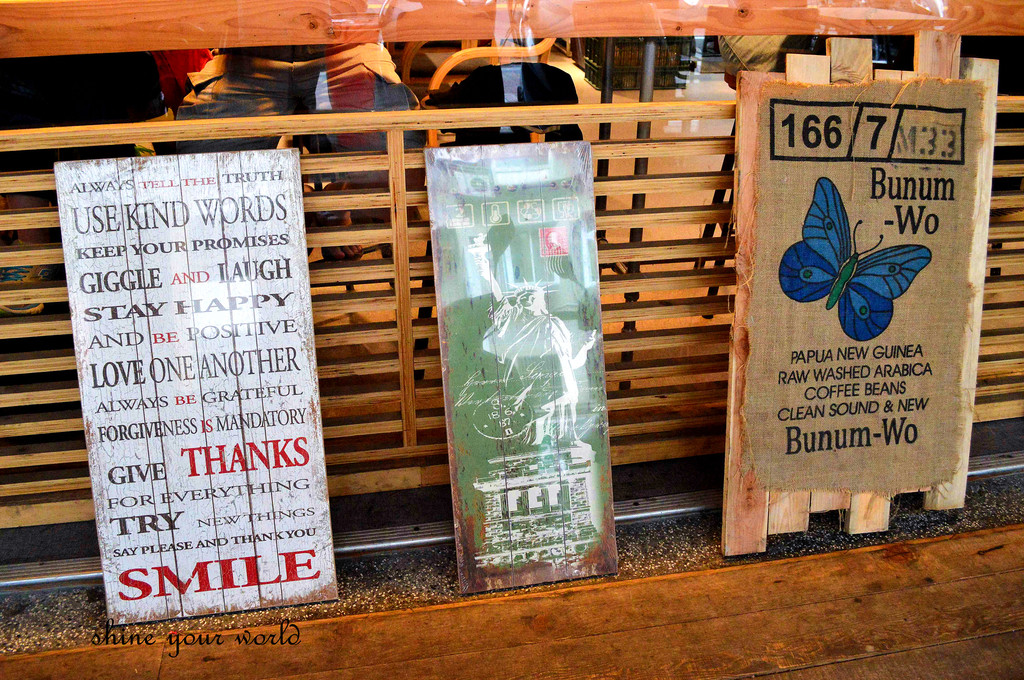 ALWAYS TELL THE TRUTH
USE KIND WORDS
KEEP YOUR PROMISES
GIGGLE AND LAUGH
STAY HAPPY
AND BE POSITIVE
LOVE ONE ANOTHER
ALWAYS BE GRATEFUL
FORGIVENESS IS MANDATORY
GIVE THANKS
FOR EVERYTHING
TRY NEW THINGS
SAY PLEASE AND THANK YOU
SMILE
166/7/M33
Bunum
-Wo
PAPUA NEW GUINEA
RAW WASHED ARABICA
COFFEE BEANS
CLEAN SOUND & NEW
Bunum-Wo
shine your world